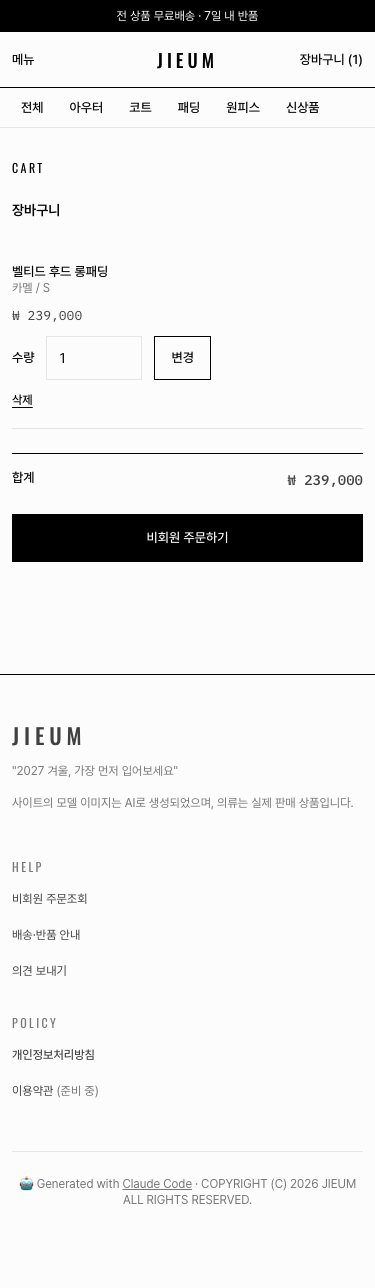 전 상품 무료배송 · 7일 내 반품
메뉴
JIEUM
장바구니 (1)
전체 아우터 코트 패딩 원피스 신상품
CART
장바구니
벨티드 후드 롱패딩
카멜 / S
₩ 239,000
수량 1 변경
삭제
합계 ₩ 239,000
비회원 주문하기
JIEUM
"2027 겨울, 가장 먼저 입어보세요"
사이트의 모델 이미지는 AI로 생성되었으며, 의류는 실제 판매 상품입니다.
HELP
비회원 주문조회
배송·반품 안내
의견 보내기
POLICY
개인정보처리방침
이용약관 (준비 중)
🤖 Generated with Claude Code · COPYRIGHT (C) 2026 JIEUM
ALL RIGHTS RESERVED.